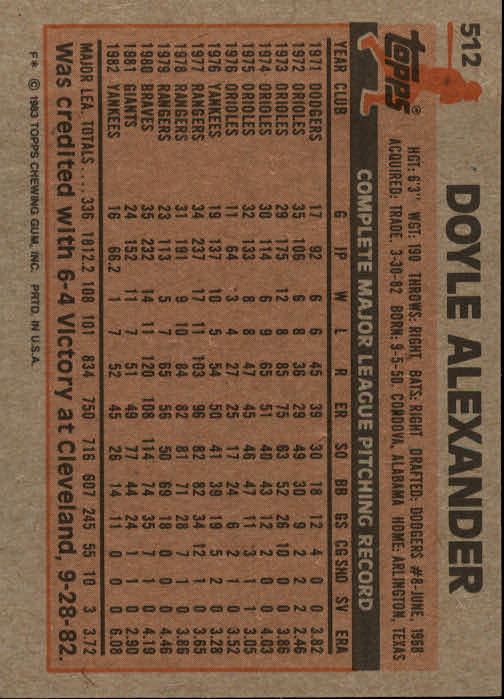 512
DOYLE ALEXANDER
topps®
HGT: 6'3" WGT: 190 THROWS: RIGHT BATS: RIGHT DRAFTED: DODGERS #8-JUNE, 1968
ACQUIRED: TRADE, 3-30-82 BORN: 9-5-50, CORDOVA, ALABAMA HOME: ARLINGTON, TEXAS
COMPLETE MAJOR LEAGUE PITCHING RECORD
YEAR CLUB G IP W L R ER SO BB GS CG SHO SV ERA
1971 DODGERS 17 92 6 6 45 39 30 18 12 4 0 0 3.82
1972 ORIOLES 35 106 6 8 36 29 49 30 9 2 2 2 2.46
1973 ORIOLES 29 175 12 8 85 75 63 52 26 10 0 0 3.86
1974 ORIOLES 30 114 6 9 65 51 40 43 12 2 0 0 4.03
1975 ORIOLES 32 133 8 8 47 45 46 47 11 3 1 1 3.05
1976 ORIOLES 11 64 3 4 27 25 17 24 6 2 1 0 3.52
1976 YANKEES 19 137 10 5 54 50 41 39 19 5 2 0 3.28
1977 RANGERS 34 237 17 11 103 96 82 82 34 12 1 0 3.65
1978 RANGERS 31 191 9 10 84 82 81 71 28 7 1 0 3.86
1979 RANGERS 23 113 5 7 65 56 50 69 18 0 0 0 4.46
1980 BRAVES 35 232 14 11 120 108 114 74 35 7 1 0 4.19
1981 GIANTS 24 152 11 7 51 49 77 44 24 1 1 0 2.90
1982 YANKEES 16 66.2 1 7 52 45 26 14 11 0 0 0 6.08
MAJOR LEA. TOTALS.... 336 1812.2 108 101 834 750 716 607 245 55 10 3 3.72
Was credited with 6-4 Victory at Cleveland, 9-28-82.
F* © 1983 TOPPS CHEWING GUM, INC. PRTD. IN U.S.A.